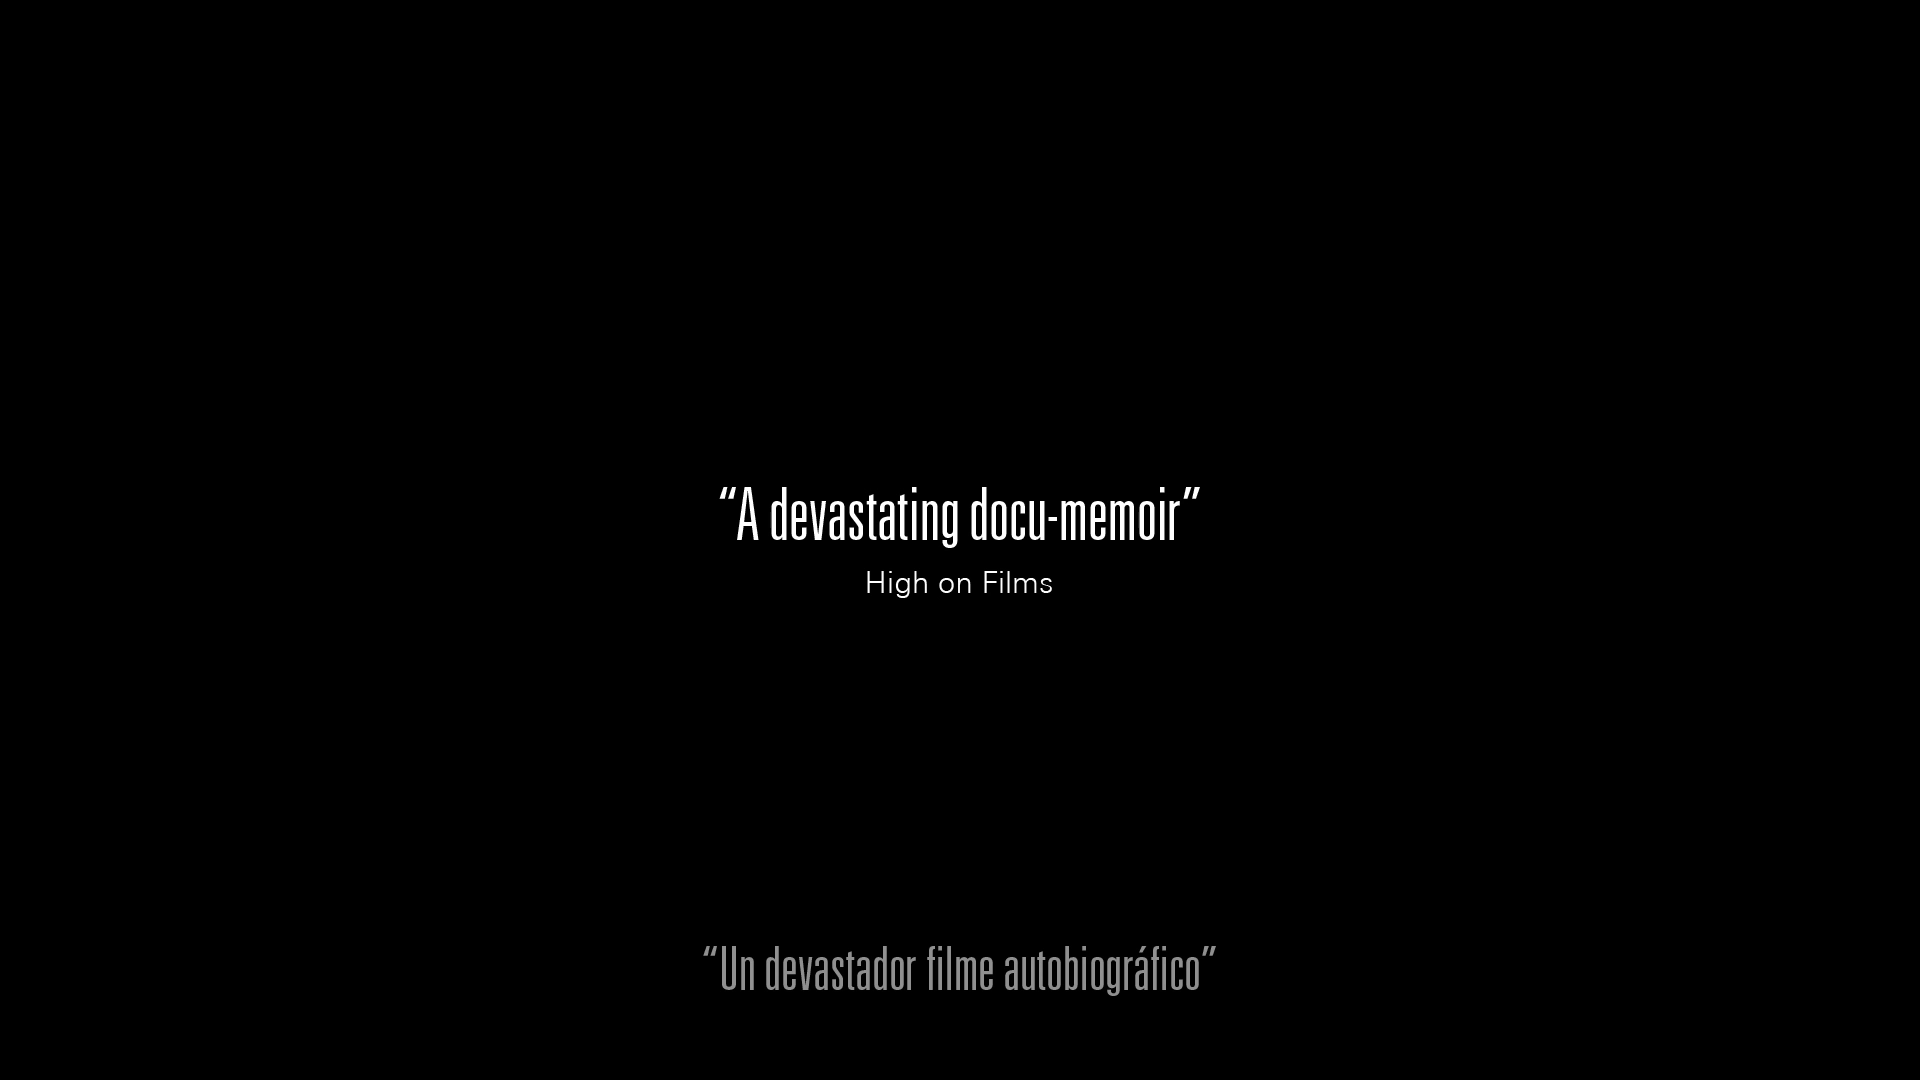 “A devastating docu-memoir”
High on Films
“Un devastador filme autobiográfico”